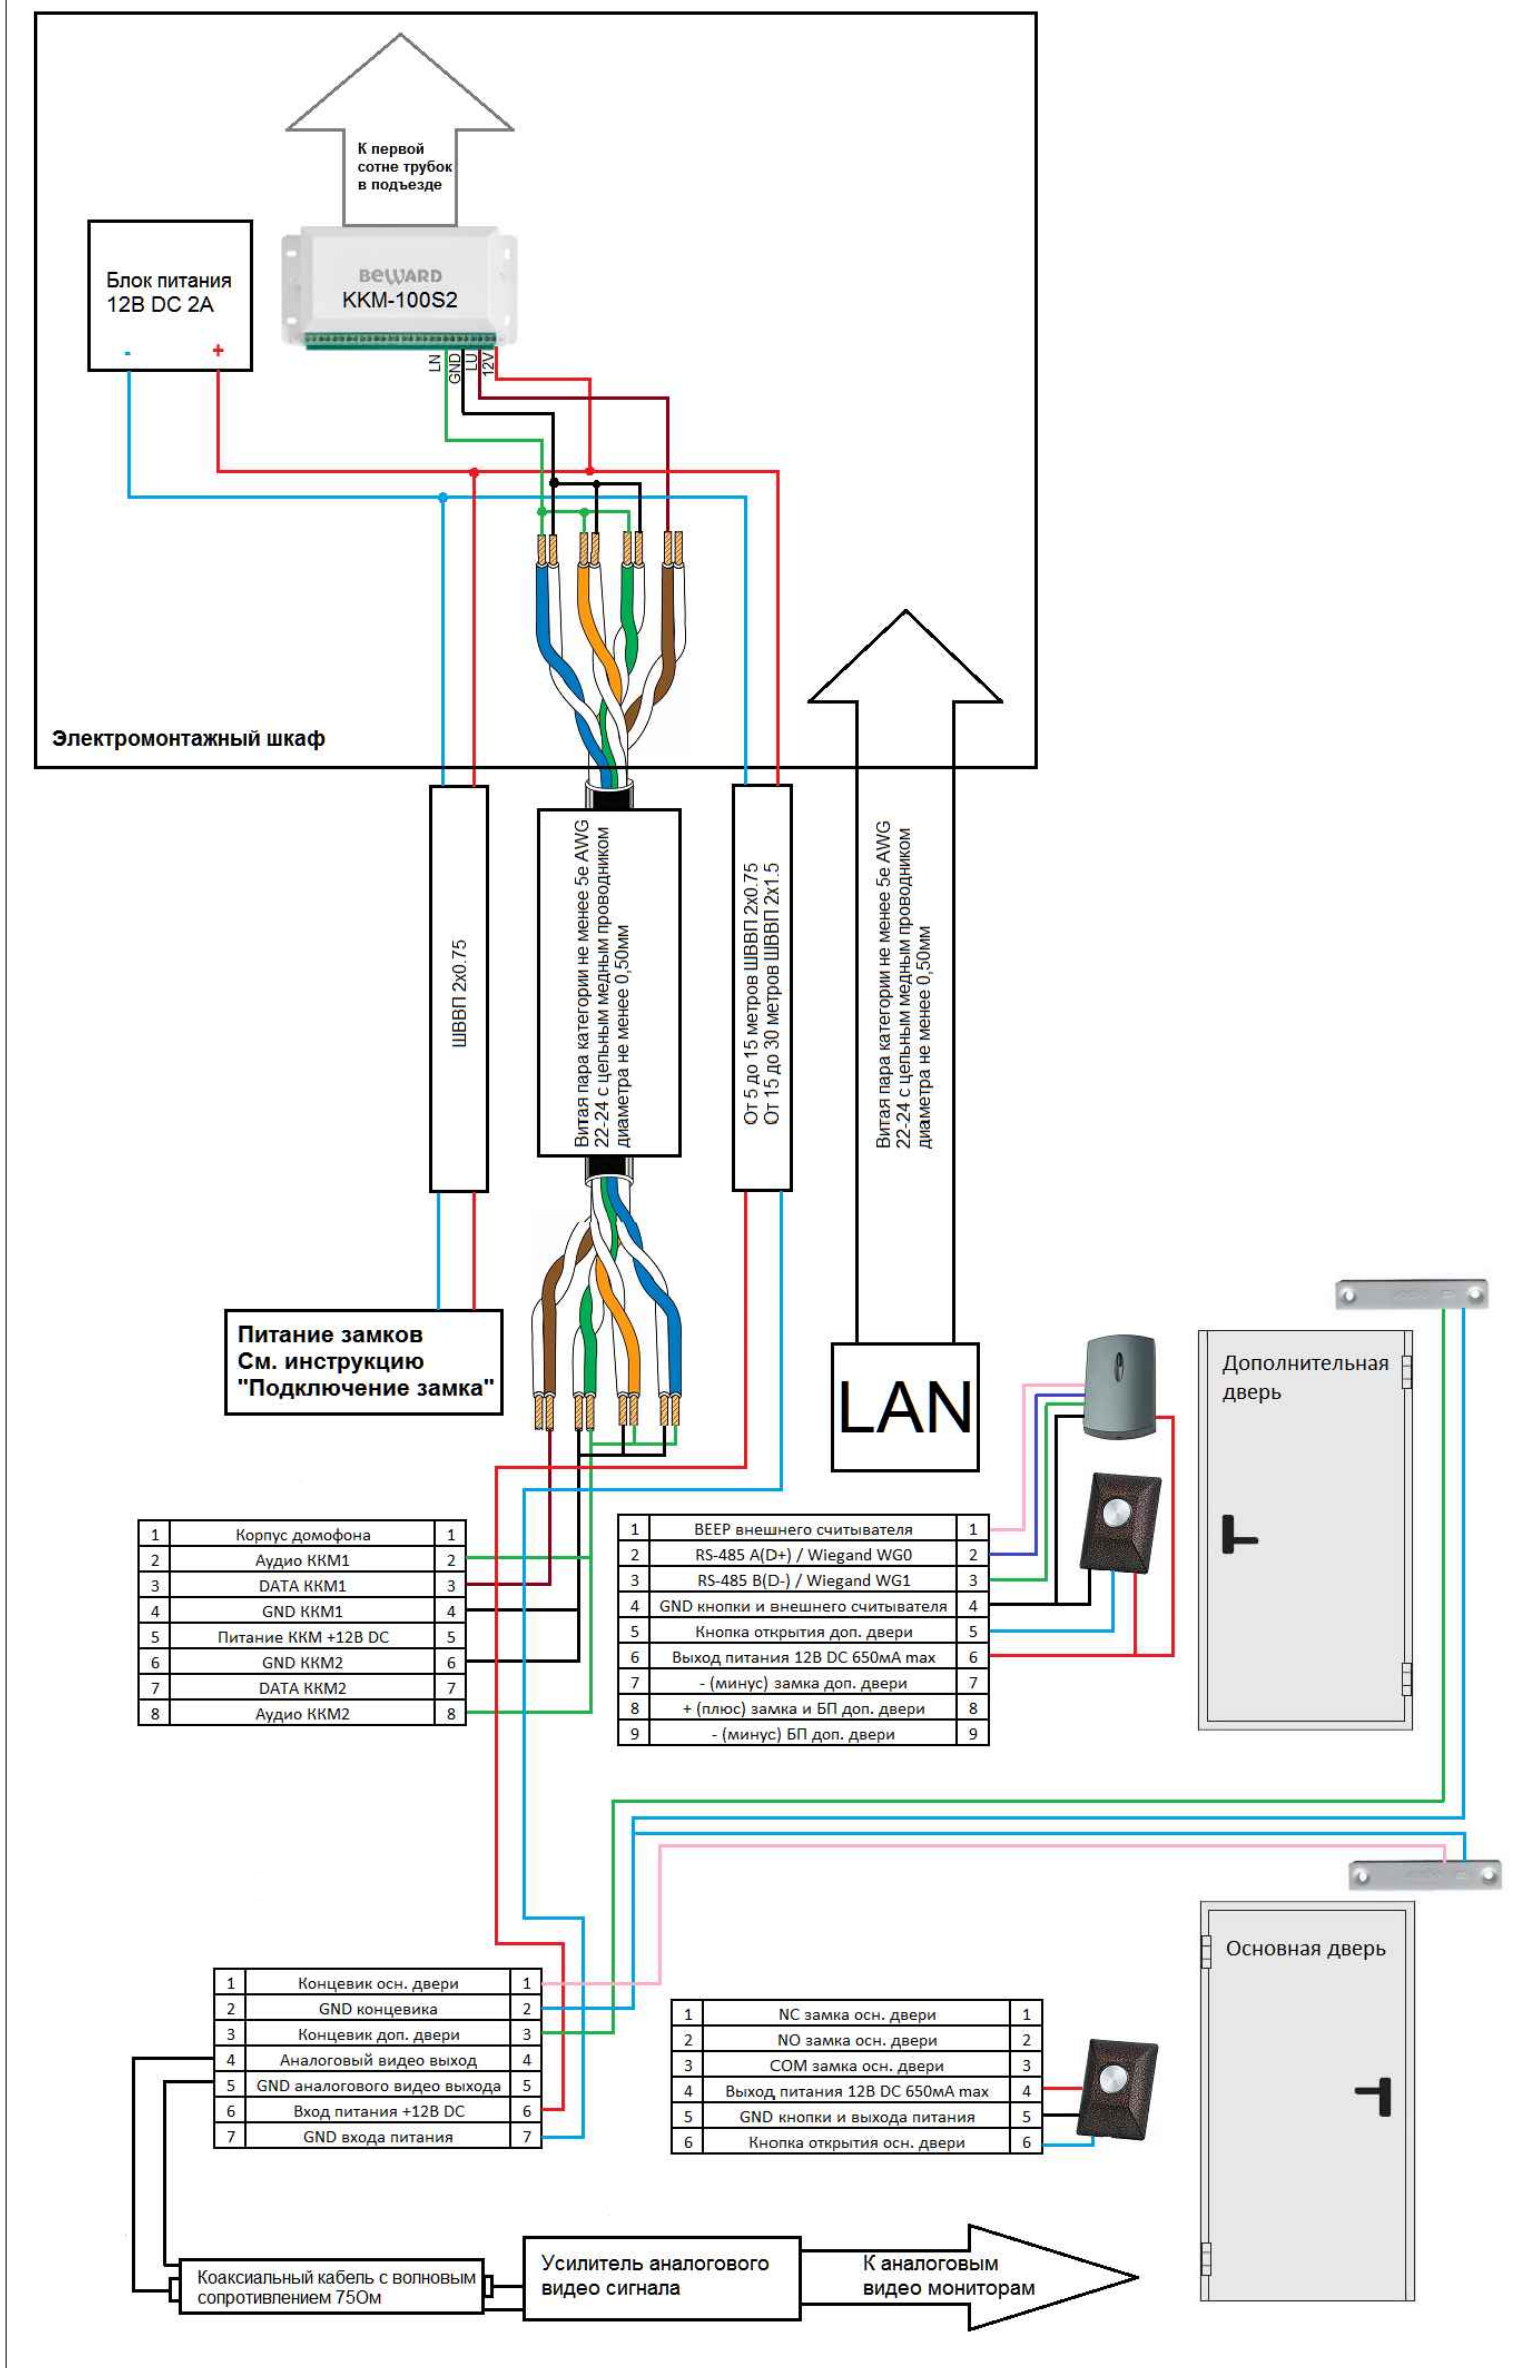 К первой
сотне трубок
в подъезде
Блок питания
12В DC 2А
- +
BEWARD
KKM-100S2
LN
GND
LU
12V
Электромонтажный шкаф
ШВВП 2х0.75
Витая пара категории не менее 5е AWG
22-24 с цельным медным проводником
диаметра не менее 0,50мм
От 5 до 15 метров ШВВП 2х0.75
От 15 до 30 метров ШВВП 2х1.5
Витая пара категории не менее 5е AWG
22-24 с цельным медным проводником
диаметра не менее 0,50мм
Питание замков
См. инструкцию
"Подключение замка"
LAN
Дополнительная
дверь
1 Корпус домофона 1
2 Аудио ККМ1 2
3 DATA ККМ1 3
4 GND ККМ1 4
5 Питание ККМ +12В DC 5
6 GND ККМ2 6
7 DATA ККМ2 7
8 Аудио ККМ2 8
1 BEEP внешнего считывателя 1
2 RS-485 A(D+) / Wiegand WG0 2
3 RS-485 B(D-) / Wiegand WG1 3
4 GND кнопки и внешнего считывателя 4
5 Кнопка открытия доп. двери 5
6 Выход питания 12В DC 650мА max 6
7 - (минус) замка доп. двери 7
8 + (плюс) замка и БП доп. двери 8
9 - (минус) БП доп. двери 9
Основная дверь
1 Концевик осн. двери 1
2 GND концевика 2
3 Концевик доп. двери 3
4 Аналоговый видео выход 4
5 GND аналогового видео выхода 5
6 Вход питания +12В DC 6
7 GND входа питания 7
1 NC замка осн. двери 1
2 NO замка осн. двери 2
3 COM замка осн. двери 3
4 Выход питания 12В DC 650мА max 4
5 GND кнопки и выхода питания 5
6 Кнопка открытия осн. двери 6
Коаксиальный кабель с волновым
сопротивлением 75Ом
Усилитель аналогового
видео сигнала
К аналоговым
видео мониторам